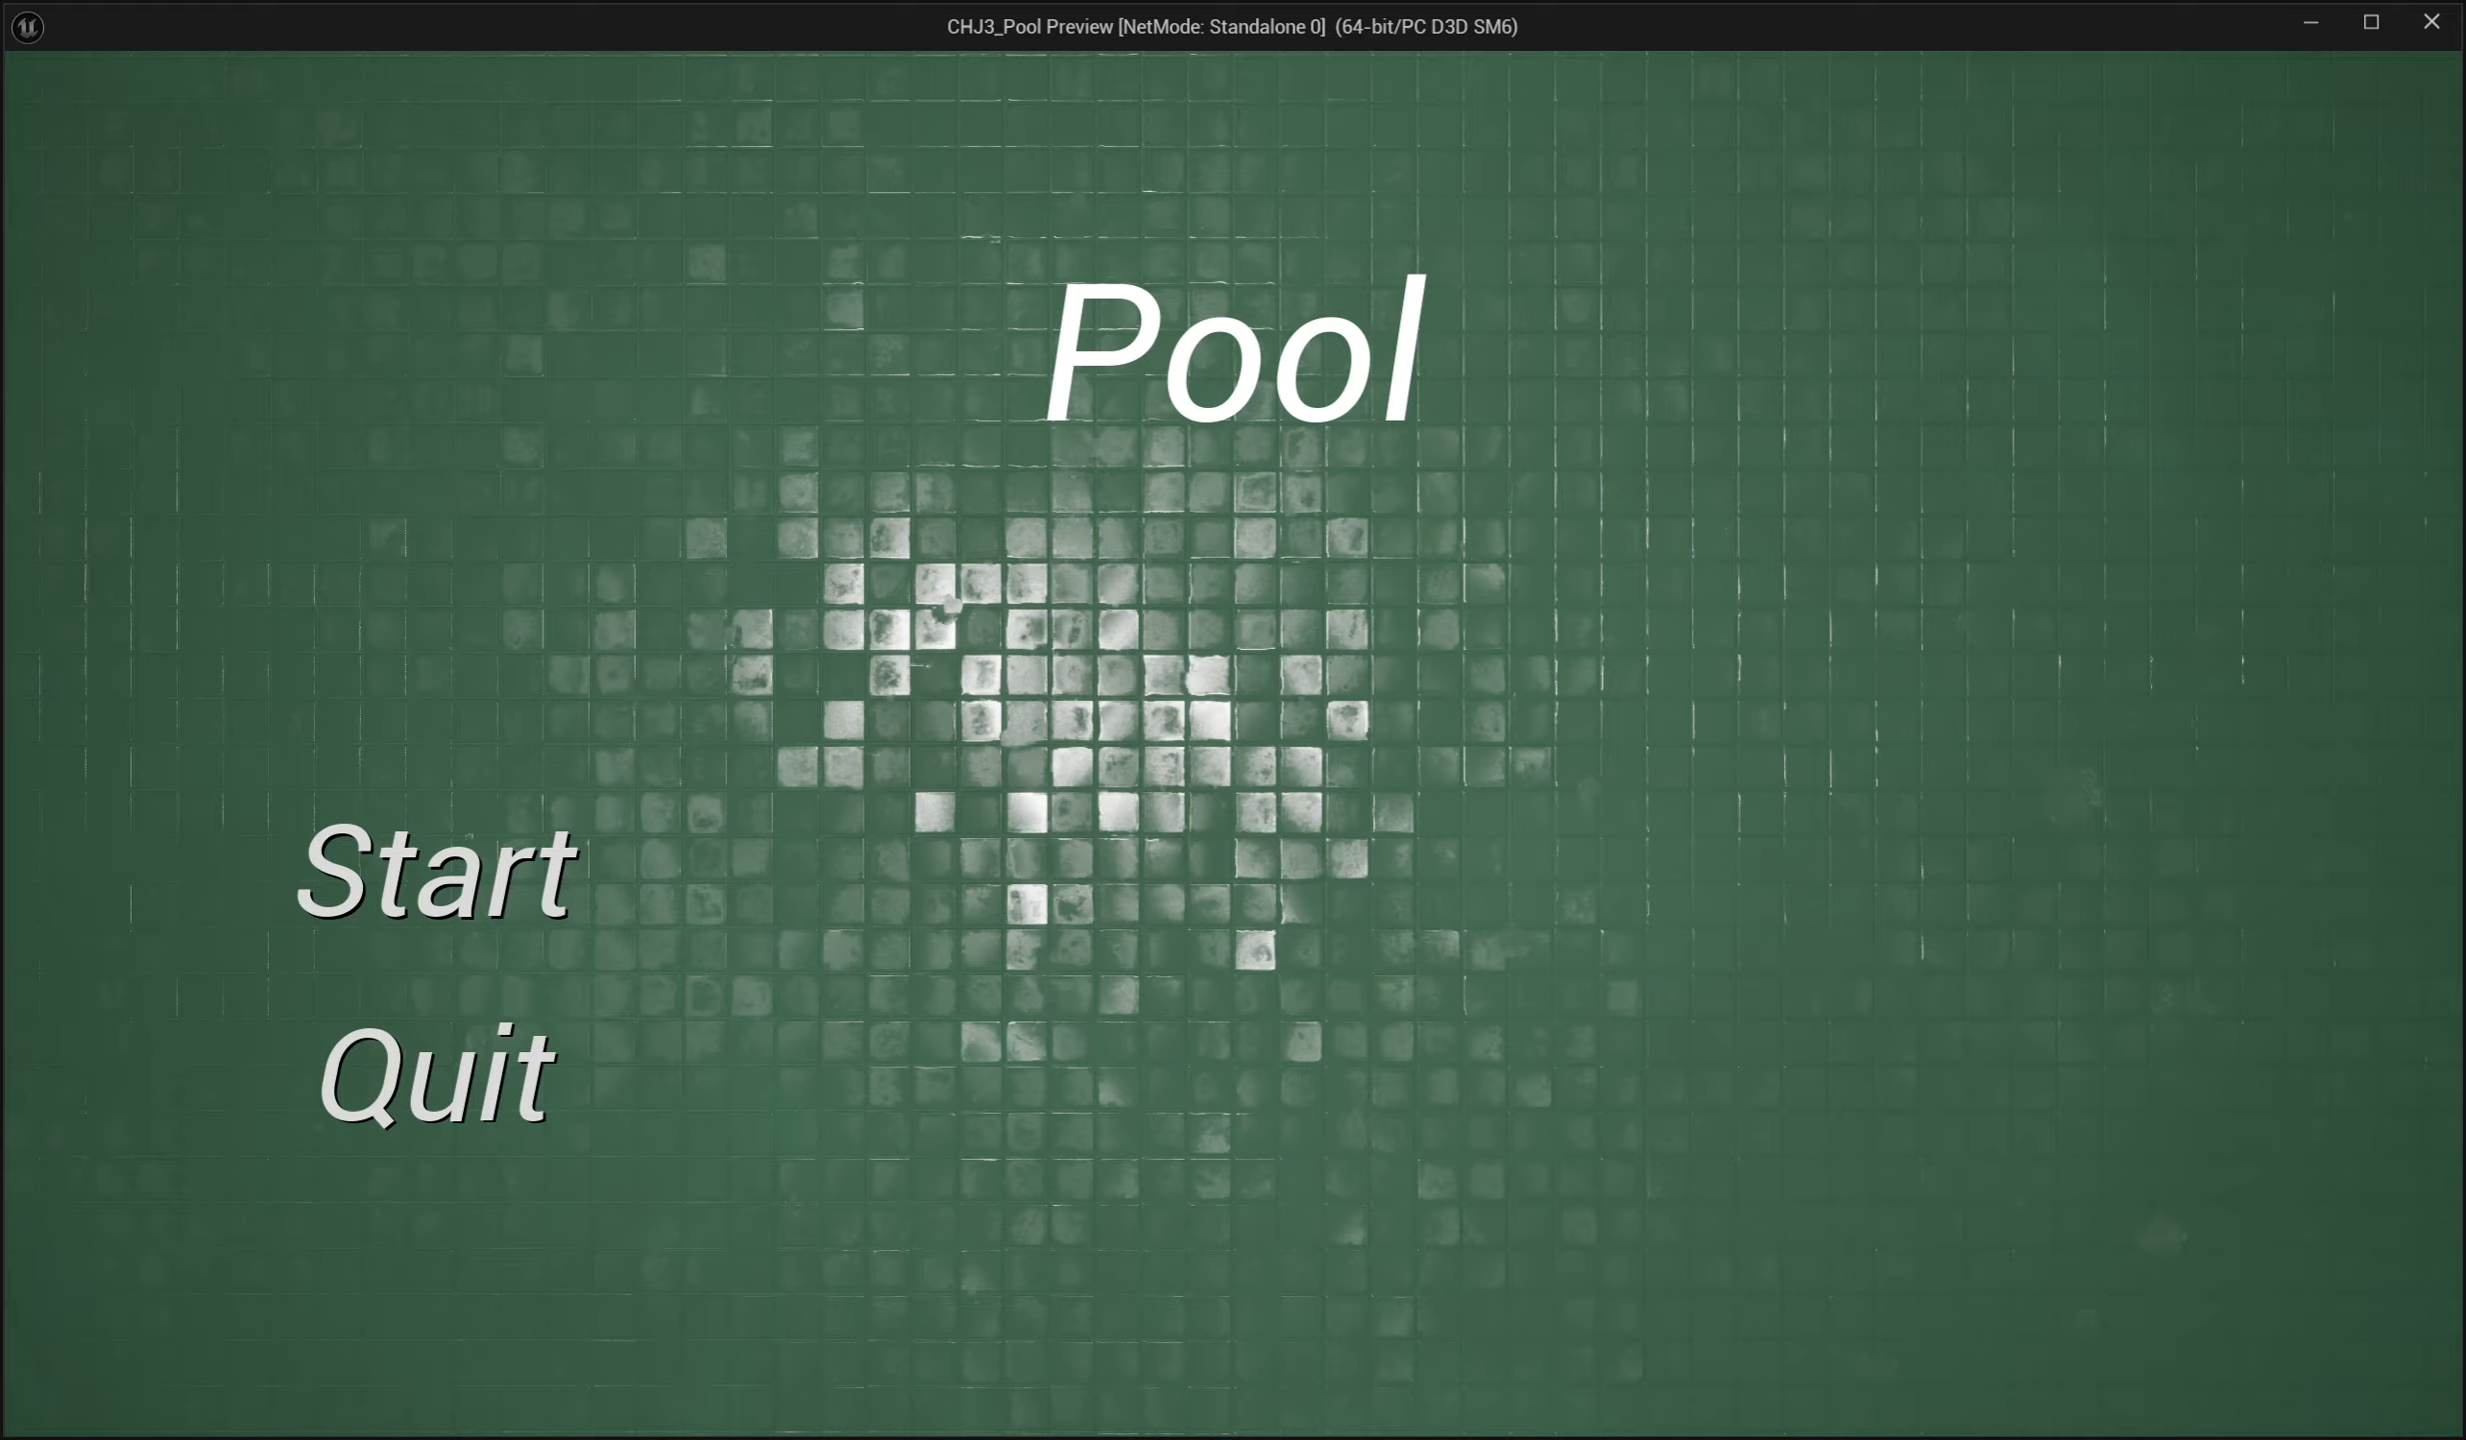 CHJ3_Pool Preview [NetMode: Standalone 0] (64-bit/PC D3D SM6)
Pool
Start
Quit